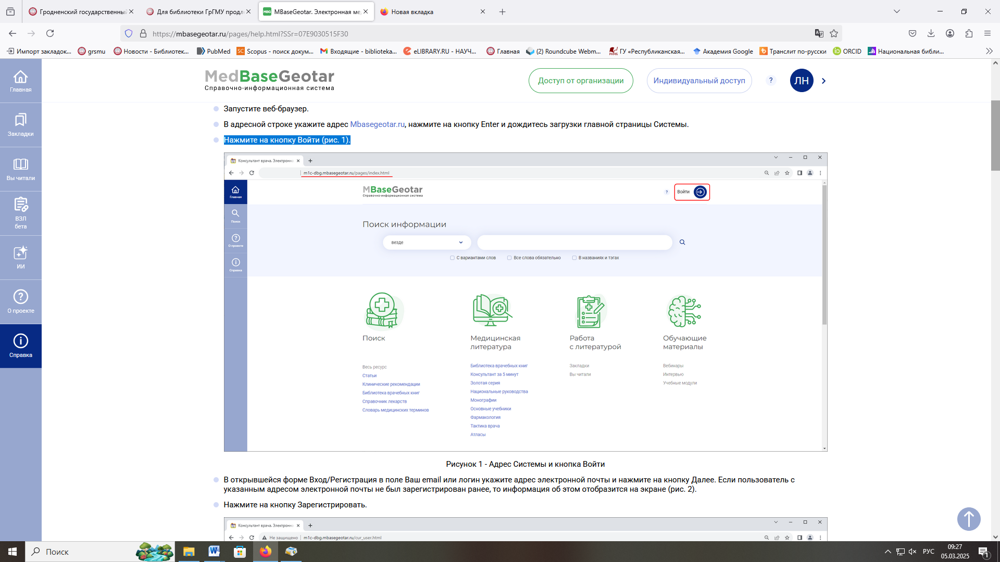 Гродненский государственный
Для библиотеки ГрГМУ продл
MBaseGeotar. Электронная ме
Новая вкладка
https://mbasegeotar.ru/pages/help.html?SSr=07E9030515F30
Импорт закладок...
grsmu
Новости - Библиотек...
PubMed
Scopus - поиск докум...
Входящие - biblioteka...
eLIBRARY.RU - НАУЧ...
Главная
(2) Roundcube Webm...
ГУ «Республиканская...
Академия Google
Транслит по-русски
ORCID
Национальная библи...
Главная
Закладки
Вы читали
ВЗЛ
бета
ИИ
О проекте
Справка
MedBaseGeotar
Справочно-информационная система
Доступ от организации
Индивидуальный доступ
?
ЛН
Запустите веб-браузер.
В адресной строке укажите адрес Mbasegeotar.ru, нажмите на кнопку Enter и дождитесь загрузки главной страницы Системы.
Нажмите на кнопку Войти (рис. 1).
Консультант врача. Электронна
m1c-dbg.mbasegeotar.ru/pages/index.html
Главная
Поиск
О проекте
Справка
MBaseGeotar
Справочно-информационная система
?
Войти
Поиск информации
везде
С вариантами слов
Все слова обязательно
В названиях и тэгах
Поиск
Весь ресурс
Статьи
Клинические рекомендации
Библиотека врачебных книг
Справочник лекарств
Словарь медицинских терминов
Медицинская
литература
Библиотека врачебных книг
Консультант за 5 минут
Золотая серия
Национальные руководства
Монографии
Основные учебники
Фармакология
Тактика врача
Атласы
Работа
с литературой
Закладки
Вы читали
Обучающие
материалы
Вебинары
Интервью
Учебные модули
Рисунок 1 - Адрес Системы и кнопка Войти
В открывшейся форме Вход/Регистрация в поле Ваш email или логин укажите адрес электронной почты и нажмите на кнопку Далее. Если пользователь с
указанным адресом электронной почты не был зарегистрирован ранее, то информация об этом отобразится на экране (рис. 2).
Нажмите на кнопку Зарегистрировать.
Консультант врача. Электронна
Не защищено
m1c-dbg.mbasegeotar.ru/cur_user.html
Поиск
РУС
09:27
05.03.2025
1